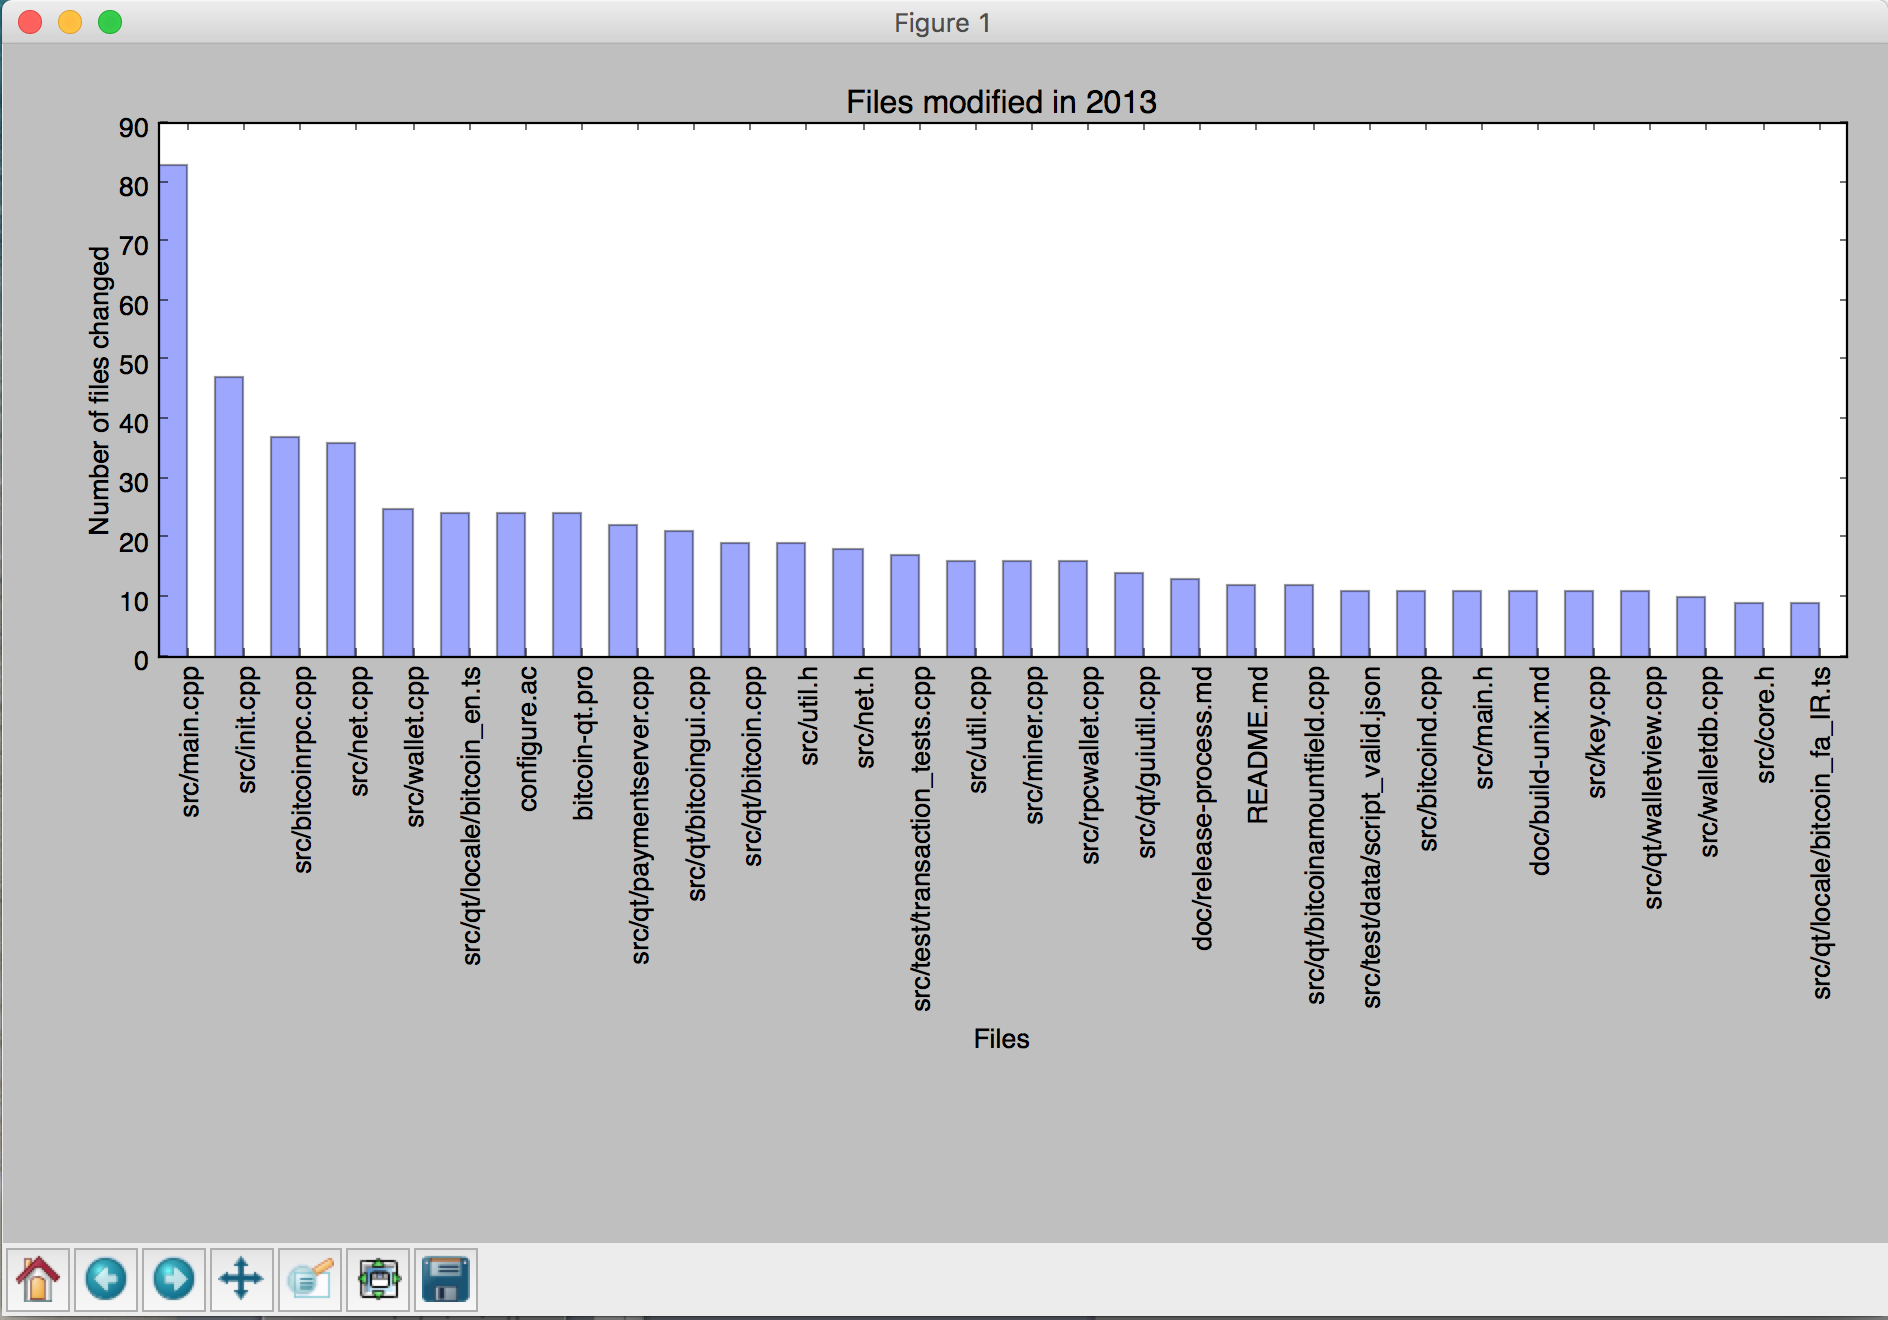 Figure 1
Files modified in 2013
Number of files changed
90
80
70
60
50
40
30
20
10
0
src/main.cpp
src/init.cpp
src/bitcoinrpc.cpp
src/net.cpp
src/wallet.cpp
src/qt/locale/bitcoin_en.ts
configure.ac
bitcoin-qt.pro
src/qt/paymentserver.cpp
src/qt/bitcoingui.cpp
src/qt/bitcoin.cpp
src/util.h
src/net.h
src/test/transaction_tests.cpp
src/util.cpp
src/miner.cpp
src/rpcwallet.cpp
src/qt/guiutil.cpp
doc/release-process.md
README.md
src/qt/bitcoinamountfield.cpp
src/test/data/script_valid.json
src/bitcoind.cpp
src/main.h
doc/build-unix.md
src/key.cpp
src/qt/walletview.cpp
src/walletdb.cpp
src/core.h
src/qt/locale/bitcoin_fa_IR.ts
Files